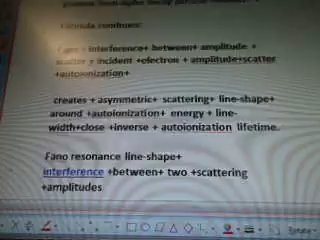 Formula continues:
Fano + interference+ between+ amplitude +
scatter + incident +electron + amplitude+scatter
+autoionization+
creates + asymmetric+ scattering+ line-shape+
around +autoionization+ energy + line-
width+close +inverse + autoionization lifetime.
Fano resonance line-shape+
interference +between+ two +scattering
+amplitudes